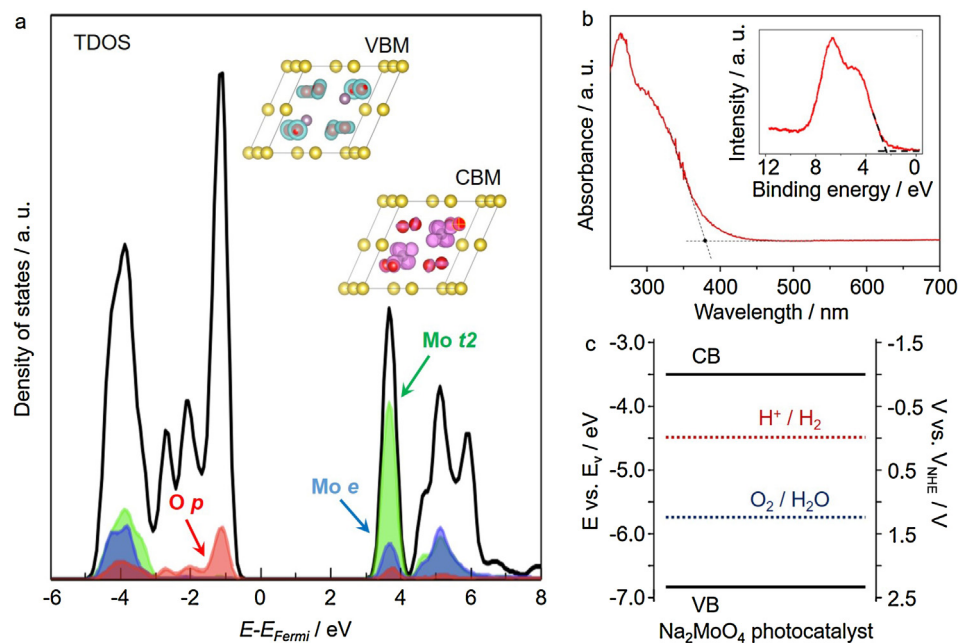 a
TDOS
VBM
CBM
Mo t2
Mo e
O p
Density of states / a. u.
-6 -4 -2 0 2 4 6 8
E-E_Fermi / eV
b
Absorbance / a. u.
300 400 500 600 700
Wavelength / nm
Intensity / a. u.
12 8 4 0
Binding energy / eV
c
E vs. Eᵥ / eV
-3.0
-4.5
-5.0
-6.0
-7.0
CB
H⁺ / H₂
O₂ / H₂O
VB
-1.5
-0.5
0.5
1.5
2.5
V vs. V_NHE / V
Na₂MoO₄ photocatalyst